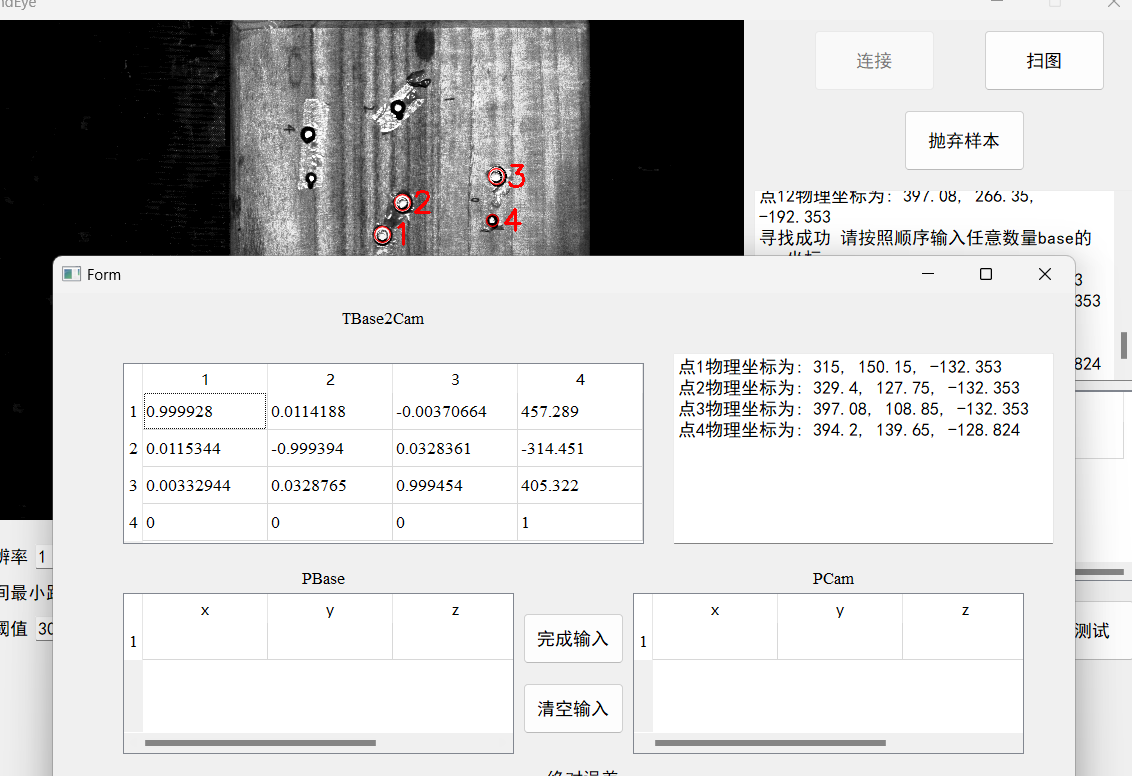 ndEye
连接
扫图
抛弃样本
3
2
4
1
点12物理坐标为: 397.08, 266.35,
-192.353
寻找成功 请按照顺序输入任意数量base的
坐标
3
353
824
Form
TBase2Cam
1 2 3 4
1 0.999928 0.0114188 -0.00370664 457.289
2 0.0115344 -0.999394 0.0328361 -314.451
3 0.00332944 0.0328765 0.999454 405.322
4 0 0 0 1
点1物理坐标为: 315, 150.15, -132.353
点2物理坐标为: 329.4, 127.75, -132.353
点3物理坐标为: 397.08, 108.85, -132.353
点4物理坐标为: 394.2, 139.65, -128.824
辨率 1
间最小距
阈值 30
PBase
x y z
1
完成输入
清空输入
PCam
x y z
1
测试
绝对误差